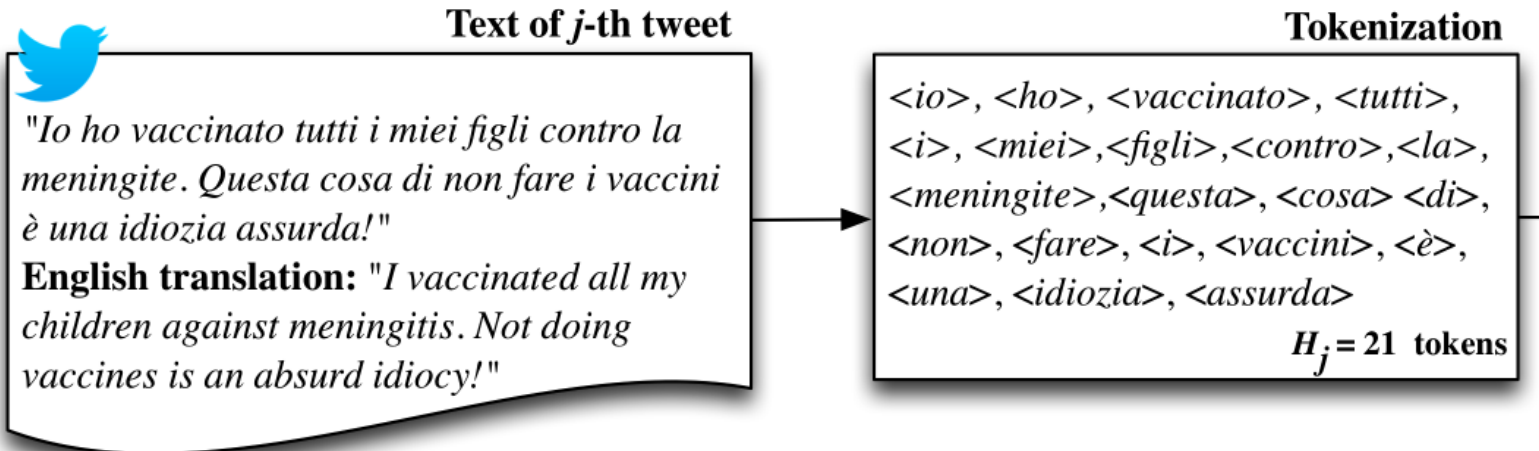 Text of j-th tweet
"Io ho vaccinato tutti i miei figli contro la
meningite. Questa cosa di non fare i vaccini
è una idiozia assurda!"
English translation: "I vaccinated all my
children against meningitis. Not doing
vaccines is an absurd idiocy!"
Tokenization
<io>, <ho>, <vaccinato>, <tutti>,
<i>, <miei>,<figli>,<contro>,<la>,
<meningite>,<questa>, <cosa> <di>,
<non>, <fare>, <i>, <vaccini>, <è>,
<una>, <idiozia>, <assurda>
Hj = 21 tokens